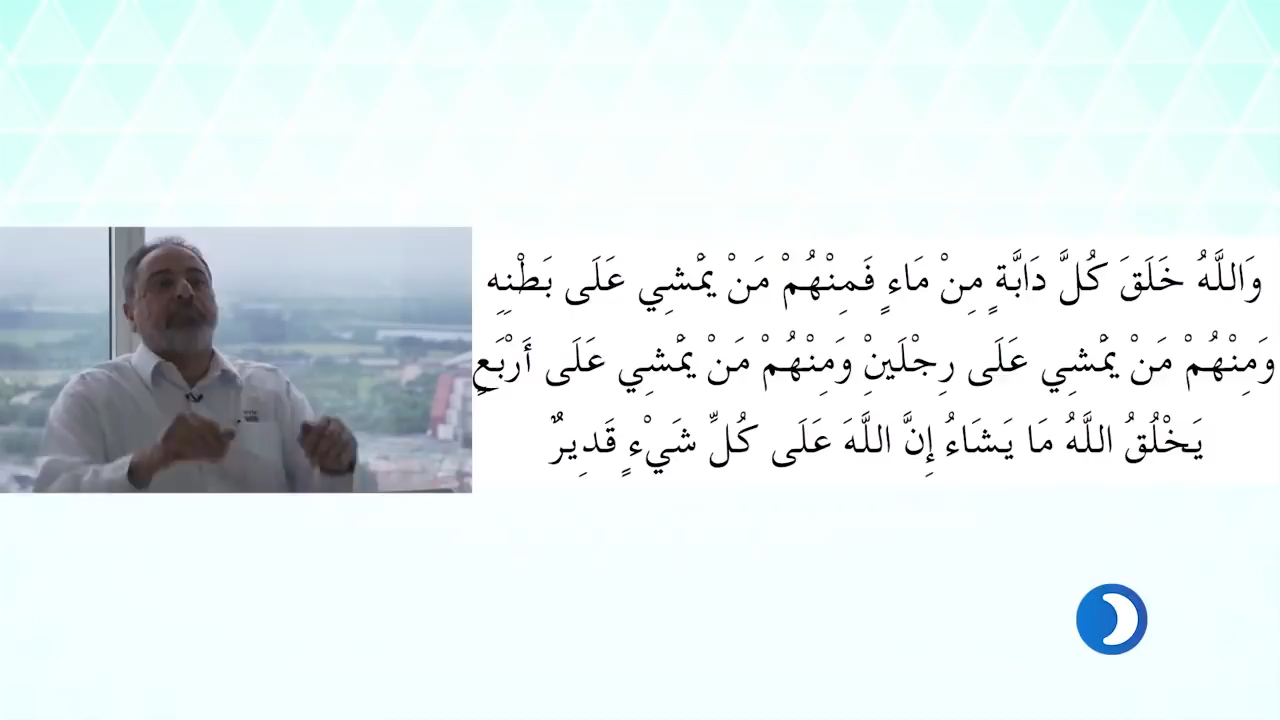 وَاللَّهُ خَلَقَ كُلَّ دَابَّةٍ مِنْ مَاءٍ فَمِنْهُمْ مَنْ يَمْشِي عَلَى بَطْنِهِ
وَمِنْهُمْ مَنْ يَمْشِي عَلَى رِجْلَيْنِ وَمِنْهُمْ مَنْ يَمْشِي عَلَى أَرْبَعٍ
يَخْلُقُ اللَّهُ مَا يَشَاءُ إِنَّ اللَّهَ عَلَى كُلِّ شَيْءٍ قَدِيرٌ